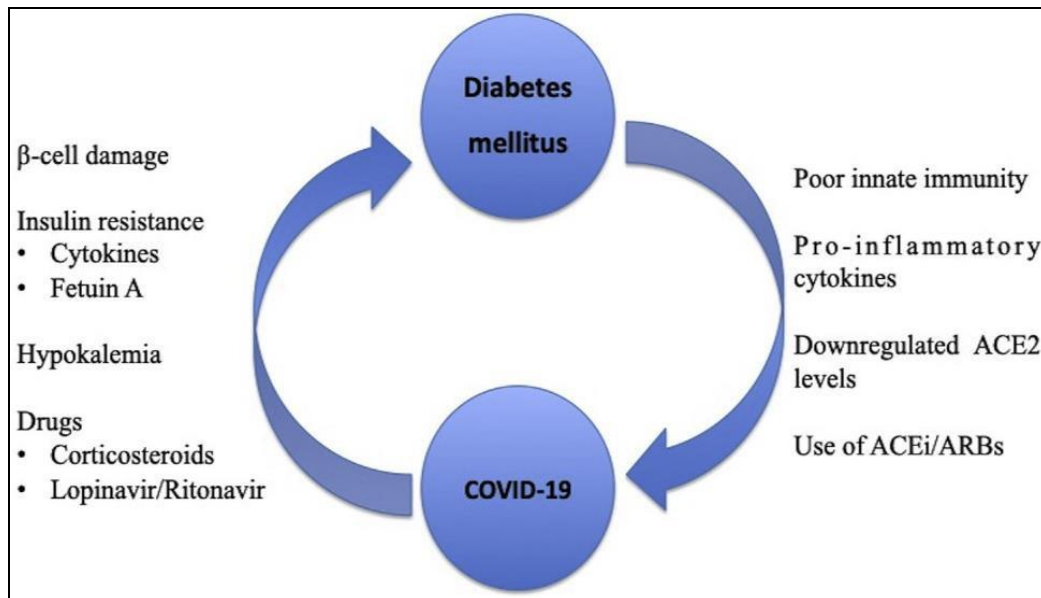 Diabetes
mellitus
β-cell damage
Insulin resistance
• Cytokines
• Fetuin A
Hypokalemia
Drugs
• Corticosteroids
• Lopinavir/Ritonavir
Poor innate immunity
Pro-inflammatory
cytokines
Downregulated ACE2
levels
Use of ACEi/ARBs
COVID-19